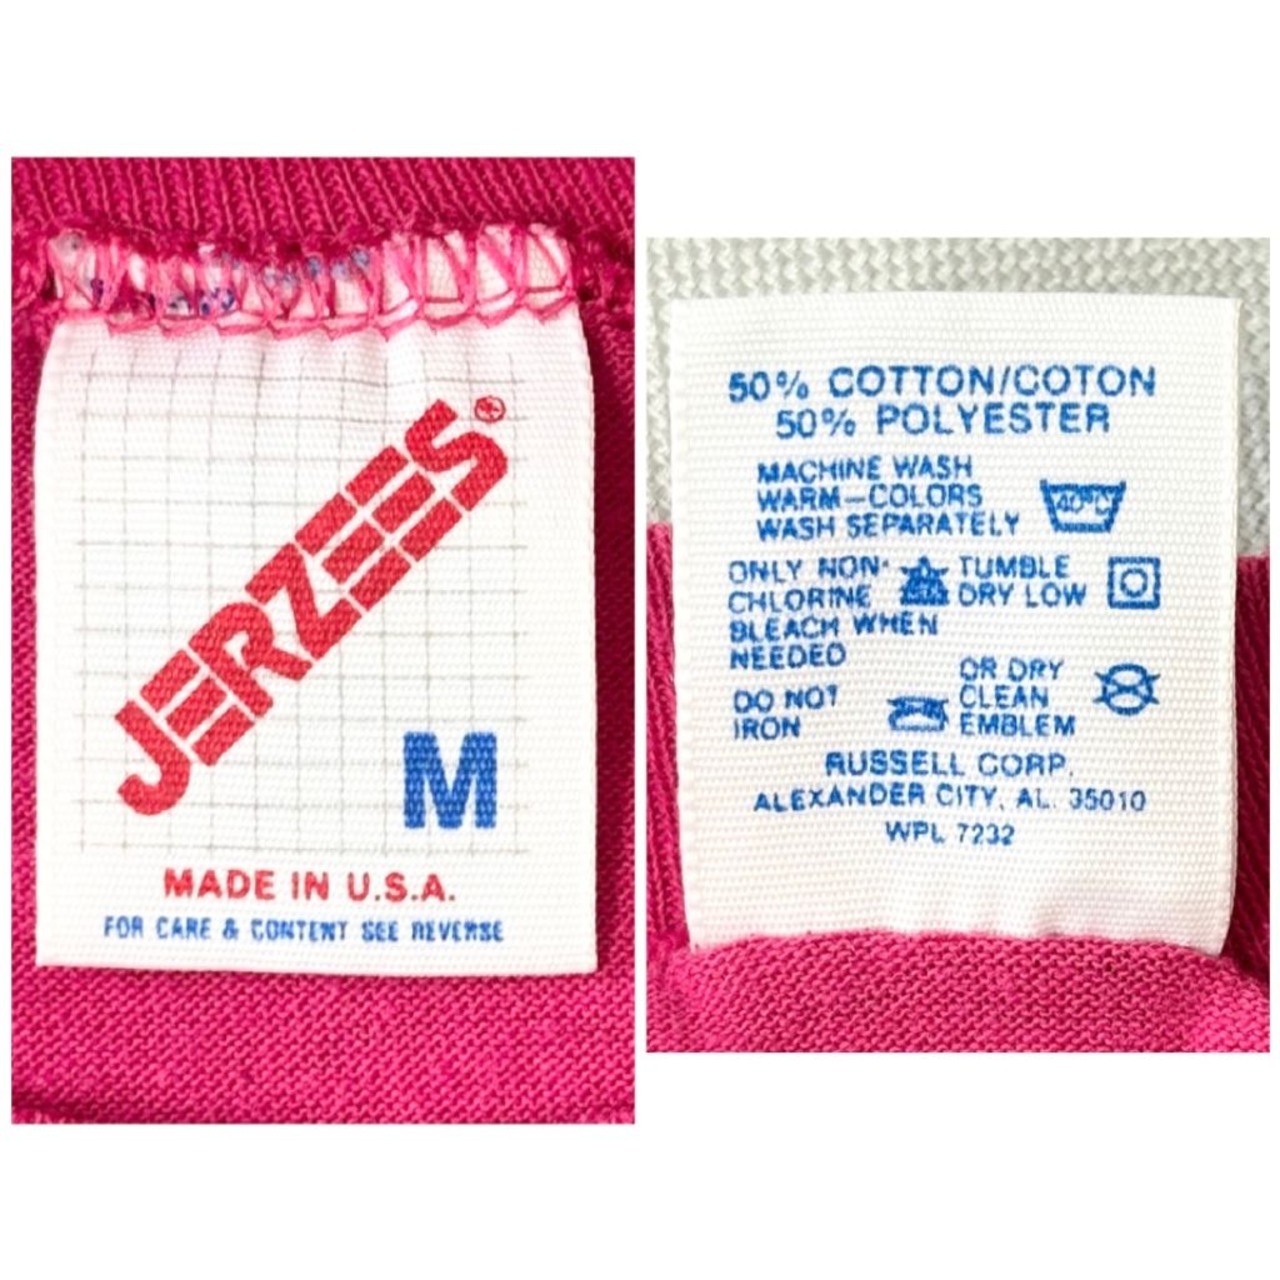 JERZEES®
M
MADE IN U.S.A.
FOR CARE & CONTENT SEE REVERSE
50% COTTON/COTON
50% POLYESTER
MACHINE WASH
WARM—COLORS
WASH SEPARATELY
40°C
ONLY NON-
CHLORINE
BLEACH WHEN
NEEDED
TUMBLE
DRY LOW
DO NOT
IRON
OR DRY
CLEAN
EMBLEM
RUSSELL CORP.
ALEXANDER CITY, AL. 35010
WPL 7232